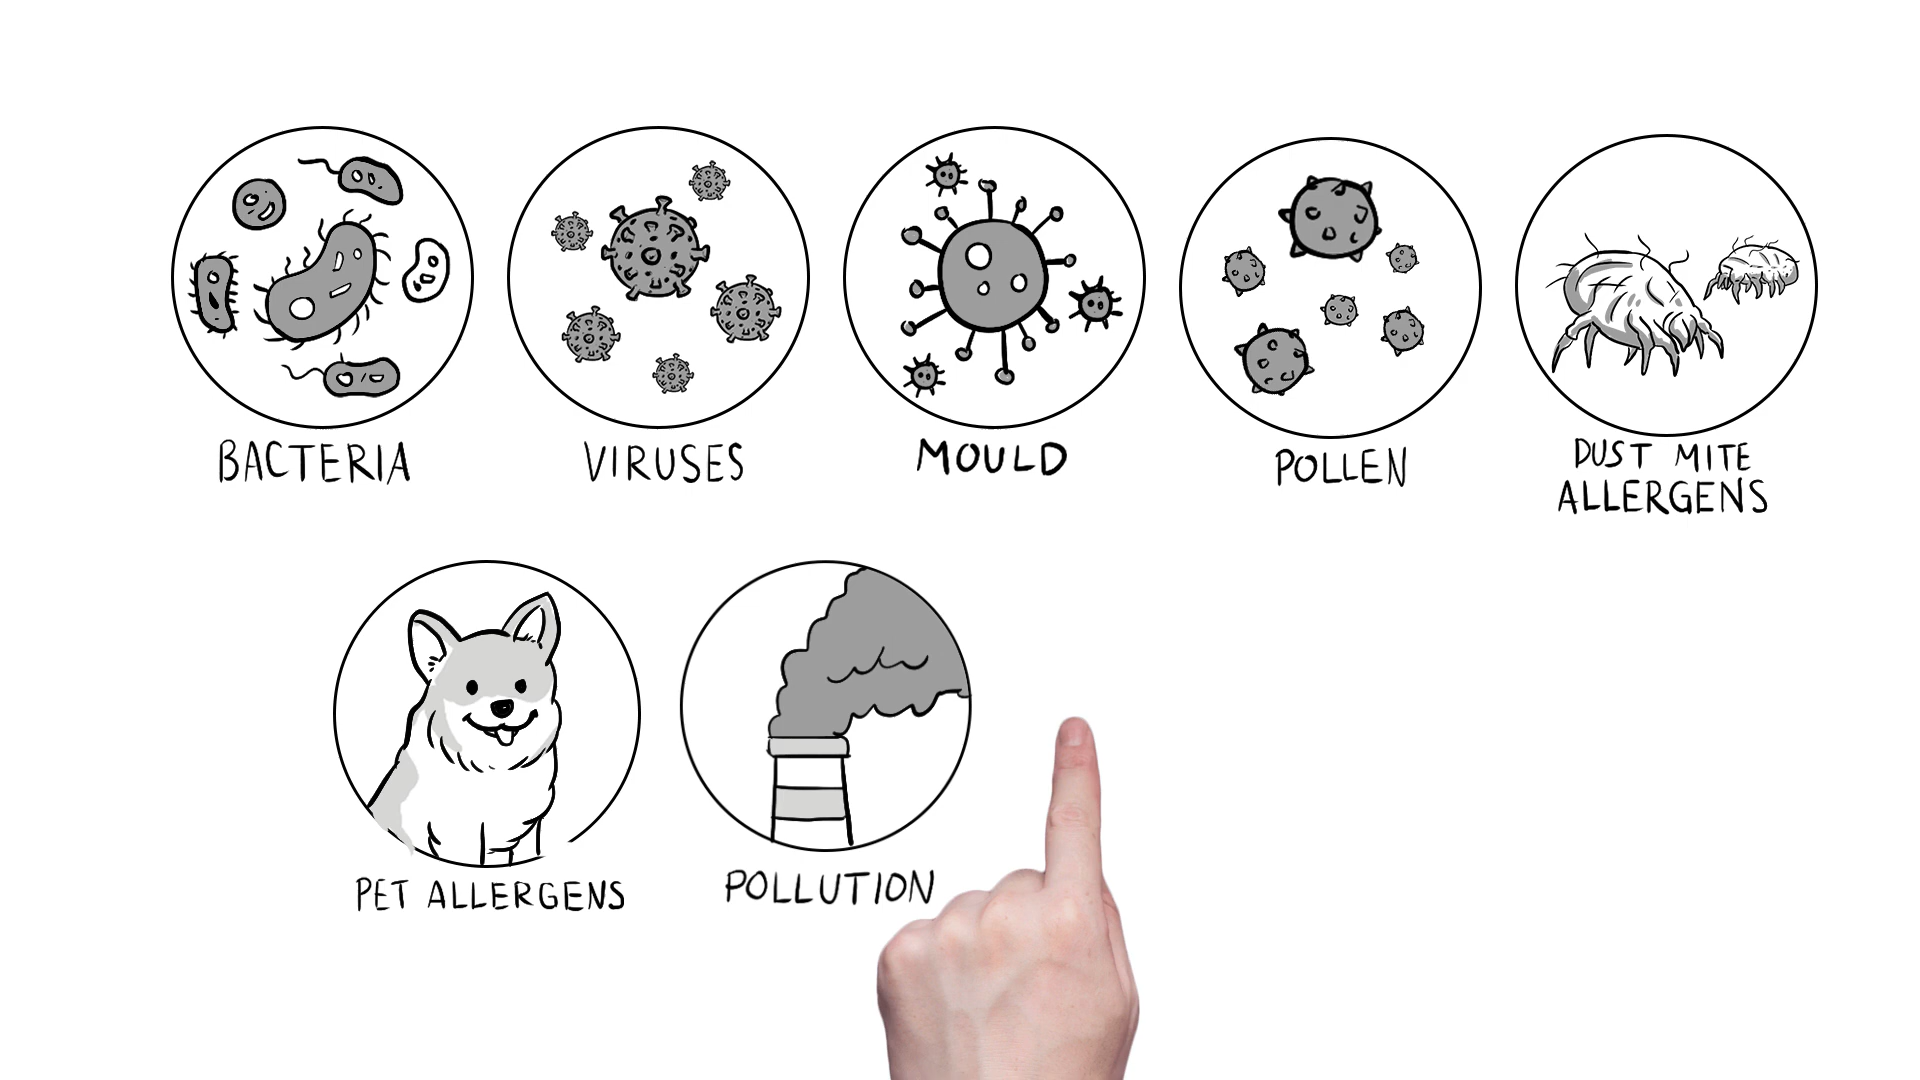 BACTERIA
VIRUSES
MOULD
POLLEN
DUST MITE
ALLERGENS
PET ALLERGENS
POLLUTION